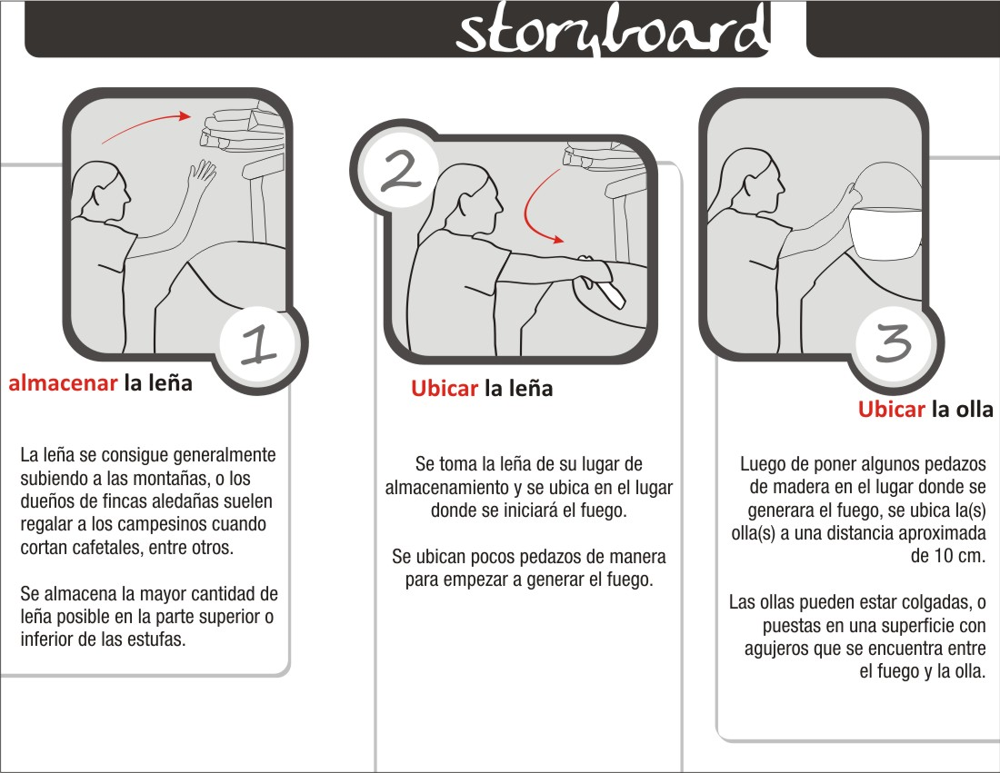 storyboard
1
almacenar la leña
La leña se consigue generalmente
subiendo a las montañas, o los
dueños de fincas aledañas suelen
regalar a los campesinos cuando
cortan cafetales, entre otros.
Se almacena la mayor cantidad de
leña posible en la parte superior o
inferior de las estufas.
2
Ubicar la leña
Se toma la leña de su lugar de
almacenamiento y se ubica en el lugar
donde se iniciará el fuego.
Se ubican pocos pedazos de manera
para empezar a generar el fuego.
3
Ubicar la olla
Luego de poner algunos pedazos
de madera en el lugar donde se
generara el fuego, se ubica la(s)
olla(s) a una distancia aproximada
de 10 cm.
Las ollas pueden estar colgadas, o
puestas en una superficie con
agujeros que se encuentra entre
el fuego y la olla.